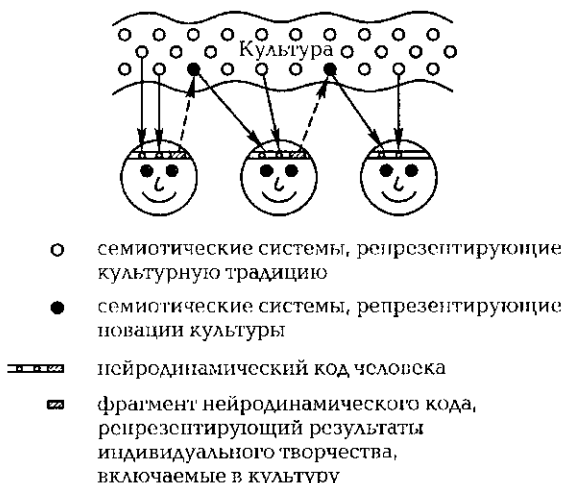 Культура
семиотические системы, репрезентирующие
культурную традицию
семиотические системы, репрезентирующие
новации культуры
нейродинамический код человека
фрагмент нейродинамического кода,
репрезентирующий результаты
индивидуального творчества,
включаемые в культуру